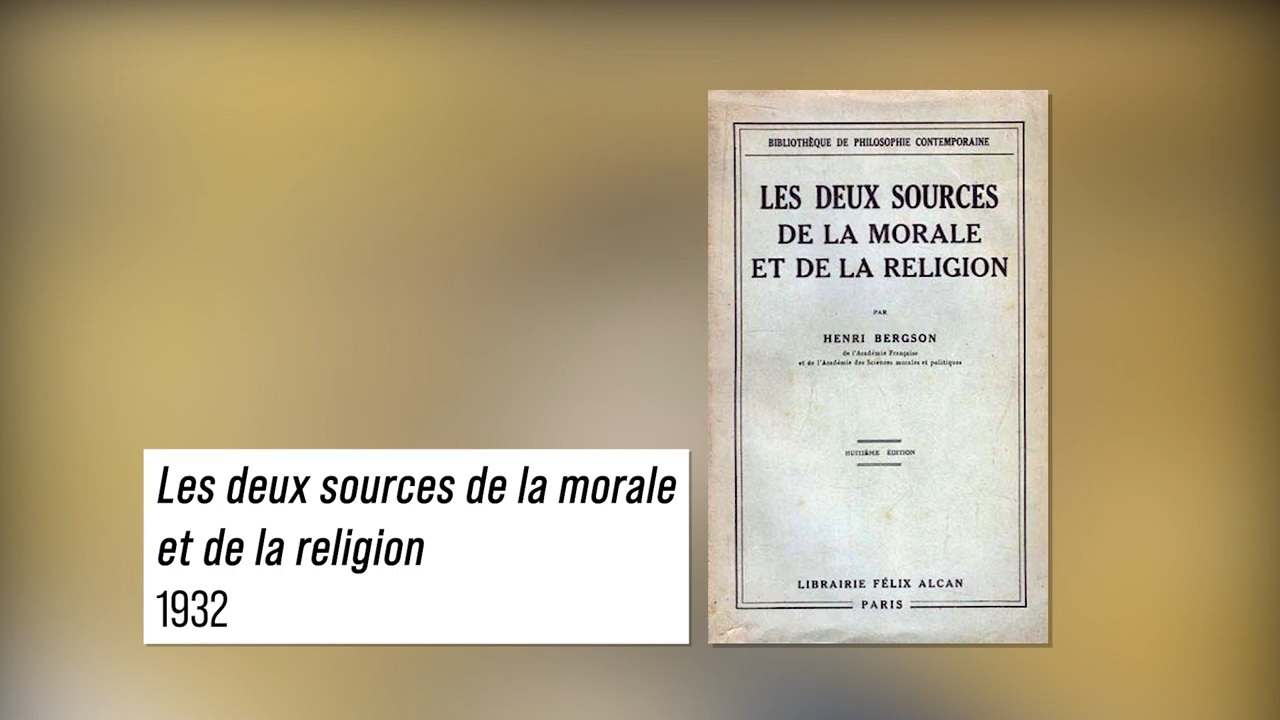 Les deux sources de la morale
et de la religion
1932
BIBLIOTHÈQUE DE PHILOSOPHIE CONTEMPORAINE
LES DEUX SOURCES
DE LA MORALE
ET DE LA RELIGION
PAR
HENRI BERGSON
de l'Académie Française
et de l'Académie des Sciences morales et politiques
HUITIÈME ÉDITION
LIBRAIRIE FÉLIX ALCAN
PARIS